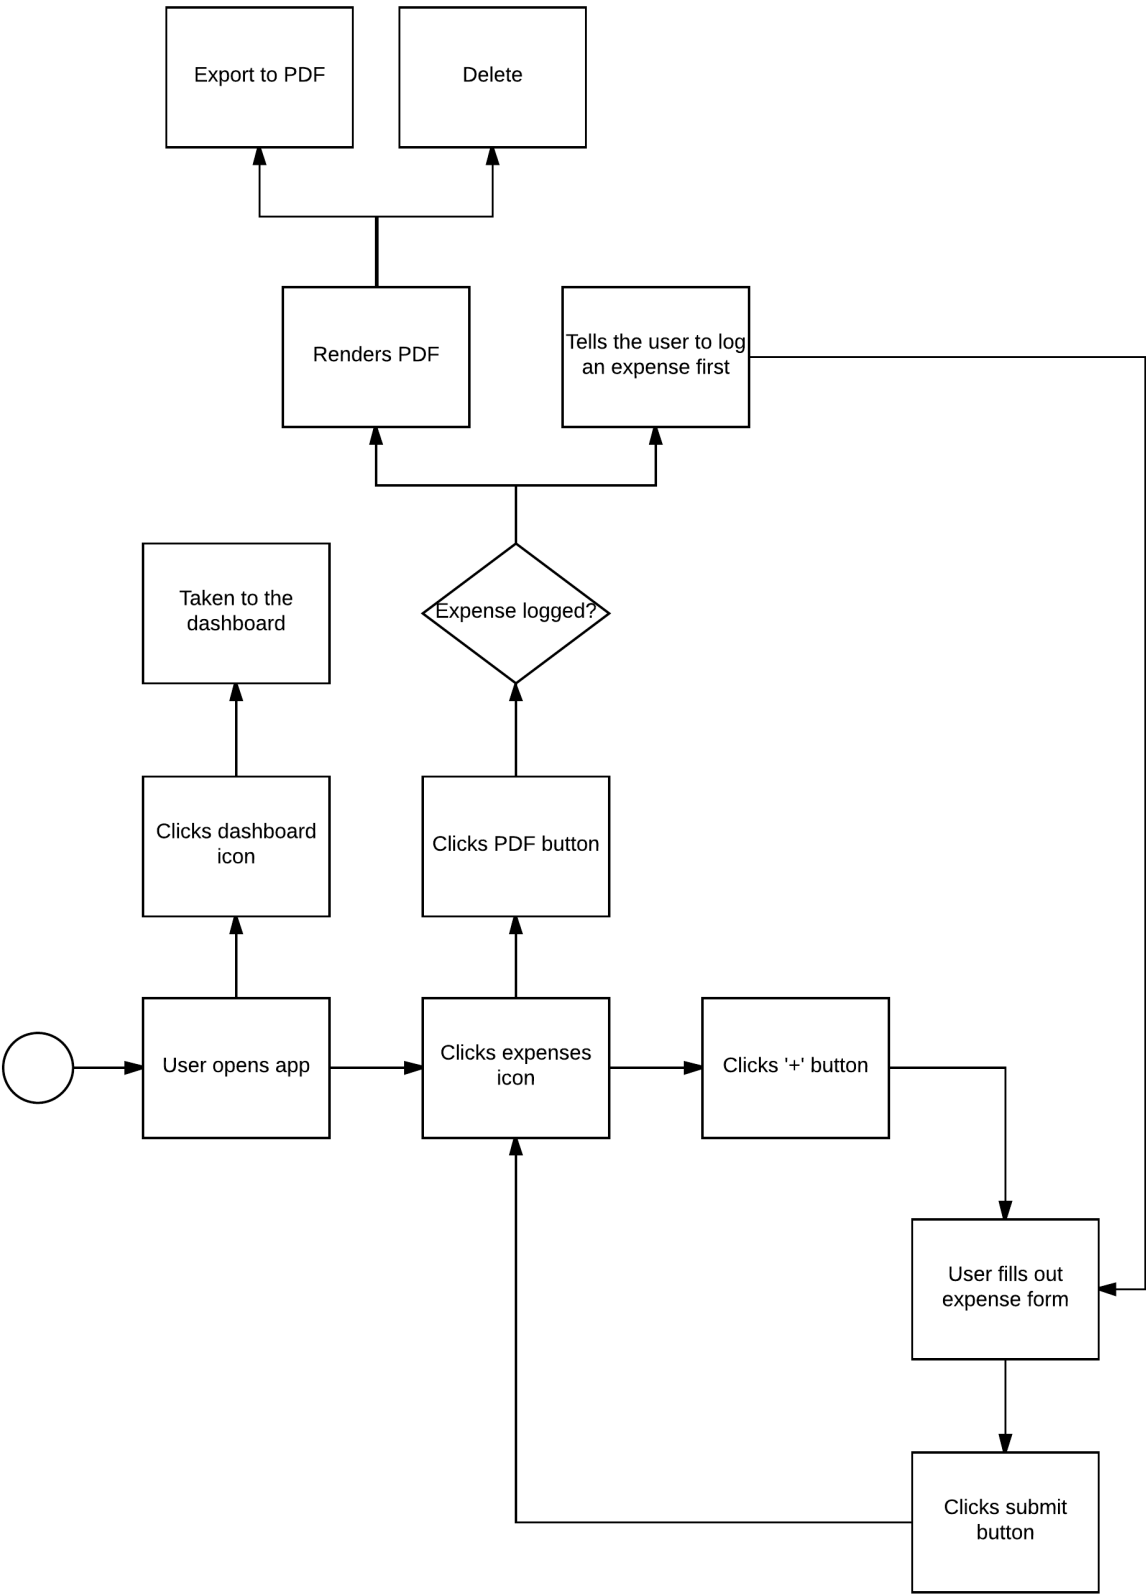 Export to PDF
Delete
Renders PDF
Tells the user to log
an expense first
Taken to the
dashboard
Expense logged?
Clicks dashboard
icon
Clicks PDF button
User opens app
Clicks expenses
icon
Clicks '+' button
User fills out
expense form
Clicks submit
button